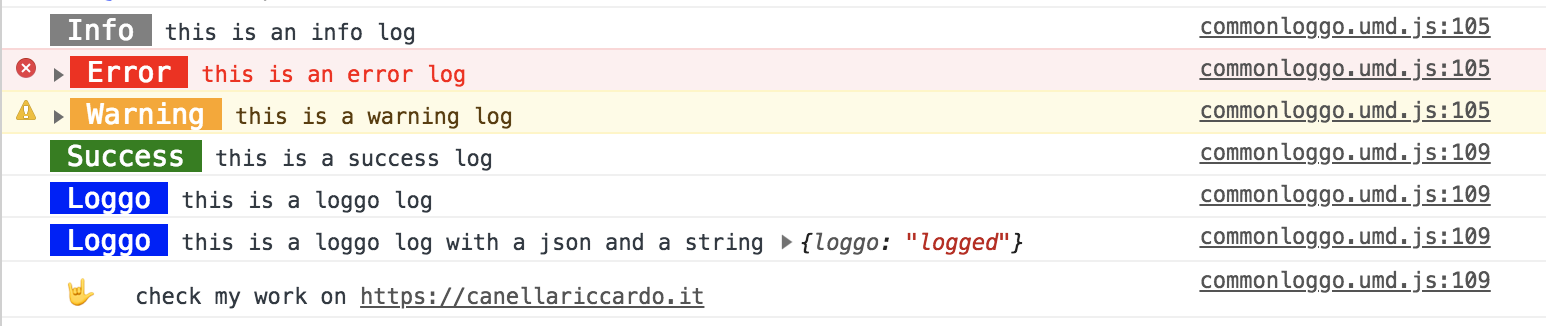 Info this is an info log commonloggo.umd.js:105
Error this is an error log commonloggo.umd.js:105
Warning this is a warning log commonloggo.umd.js:105
Success this is a success log commonloggo.umd.js:109
Loggo this is a loggo log commonloggo.umd.js:109
Loggo this is a loggo log with a json and a string ▶{loggo: "logged"} commonloggo.umd.js:109
🤟 check my work on https://canellariccardo.it commonloggo.umd.js:109